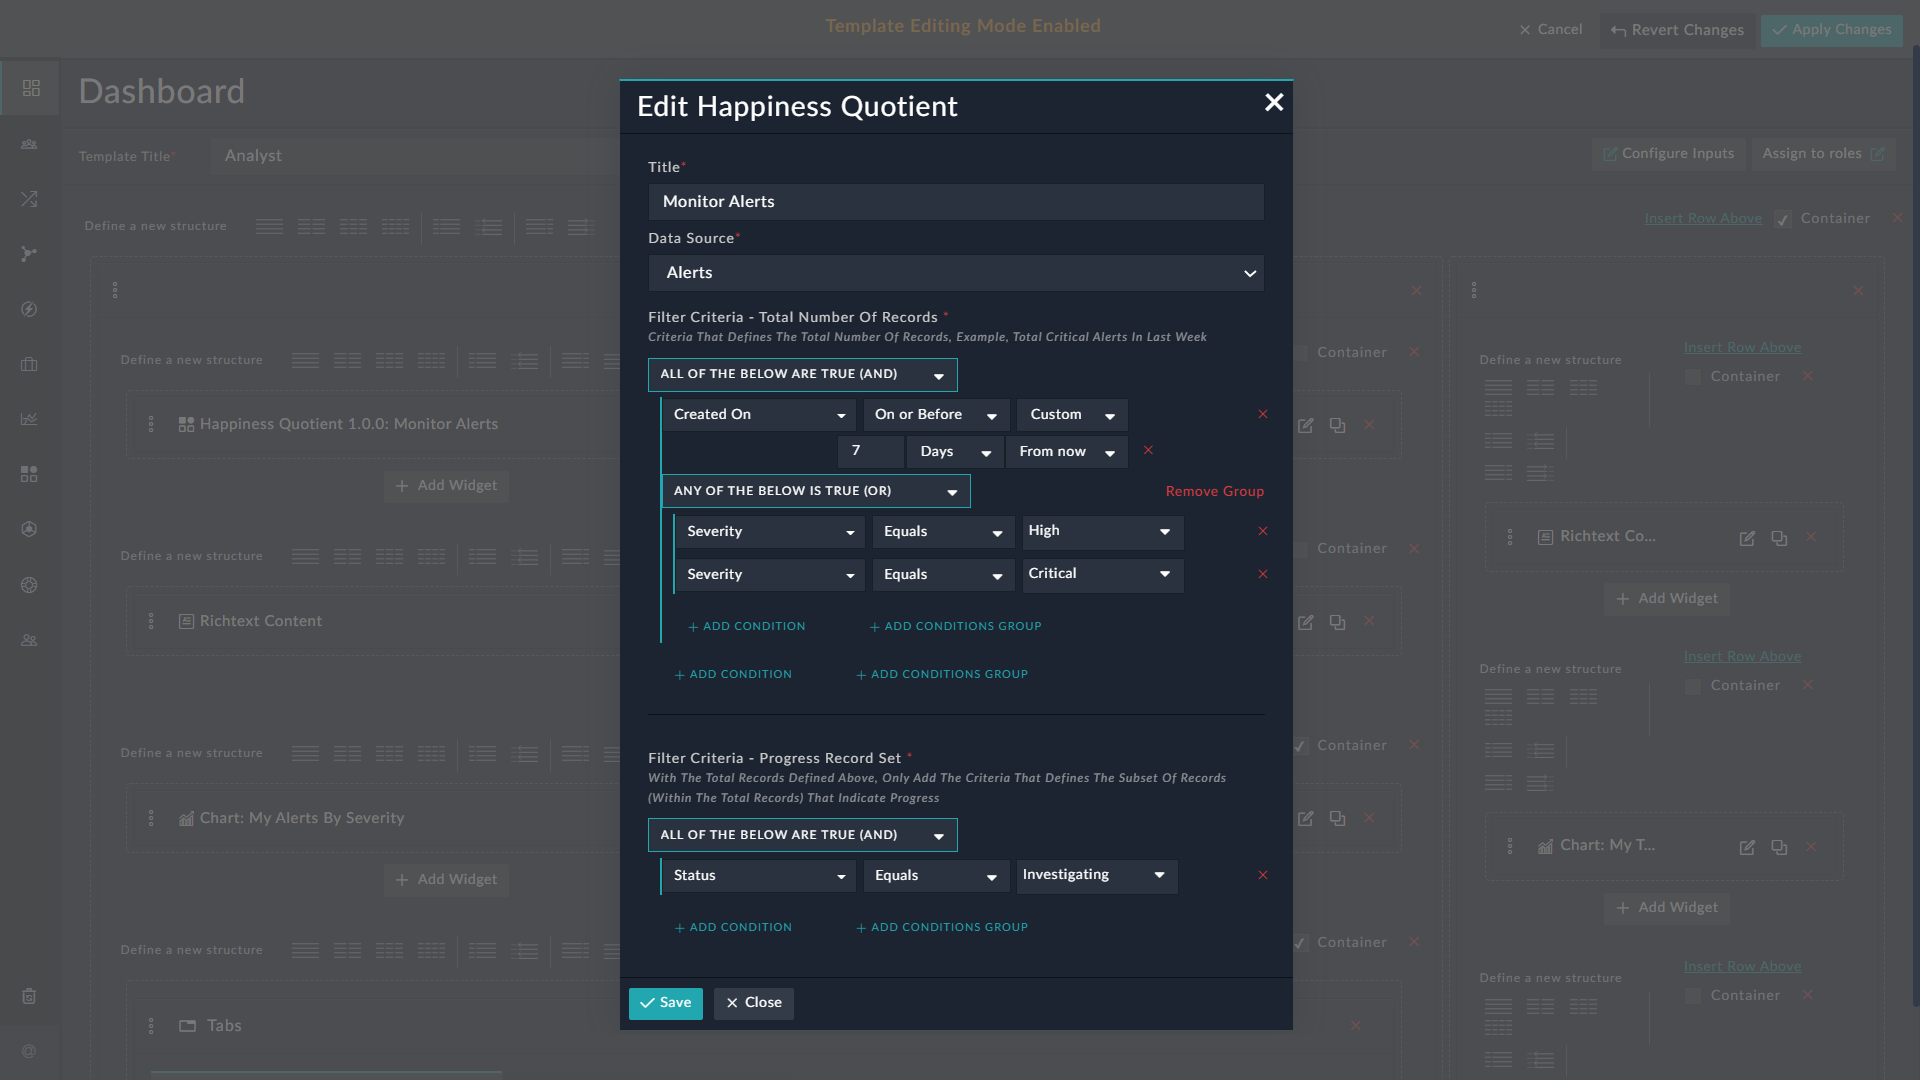 Template Editing Mode Enabled
Cancel
Revert Changes
Apply Changes
Dashboard
Template Title*
Analyst
Configure Inputs
Assign to roles
Define a new structure
Insert Row Above
Container
Edit Happiness Quotient
Title*
Monitor Alerts
Data Source*
Alerts
Filter Criteria - Total Number Of Records *
Criteria That Defines The Total Number Of Records, Example, Total Critical Alerts In Last Week
ALL OF THE BELOW ARE TRUE (AND)
Created On
On or Before
Custom
7
Days
From now
ANY OF THE BELOW IS TRUE (OR)
Remove Group
Severity
Equals
High
Severity
Equals
Critical
+ ADD CONDITION
+ ADD CONDITIONS GROUP
+ ADD CONDITION
+ ADD CONDITIONS GROUP
Filter Criteria - Progress Record Set *
With The Total Records Defined Above, Only Add The Criteria That Defines The Subset Of Records
(Within The Total Records) That Indicate Progress
ALL OF THE BELOW ARE TRUE (AND)
Status
Equals
Investigating
+ ADD CONDITION
+ ADD CONDITIONS GROUP
Save
Close
Define a new structure
Container
Happiness Quotient 1.0.0: Monitor Alerts
+ Add Widget
Define a new structure
Container
Richtext Content
Define a new structure
Container
Chart: My Alerts By Severity
+ Add Widget
Define a new structure
Container
Tabs
Define a new structure
Insert Row Above
Container
Richtext Co...
+ Add Widget
Define a new structure
Insert Row Above
Container
Chart: My T...
+ Add Widget
Define a new structure
Insert Row Above
Container